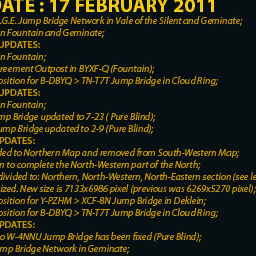 DATE : 17 FEBRUARY 2011
.G.E. Jump Bridge Network in Vale of the Silent and Geminate;
in Fountain and Geminate;
UPDATES:
in Fountain;
reement Outpost in BYXF-Q (Fountain);
osition for B-DBYQ > TN-T7T Jump Bridge in Cloud Ring;
UPDATES:
in Fountain;
mp Bridge updated to 7-23 ( Pure Blind);
ump Bridge updated to 2-9 (Pure Blind);
PDATES:
ded to Northern Map and removed from South-Western Map;
n to complete the North-Western part of the North;
divided to: Northern, North-Western, North-Eastern section (see le
ized. New size is 7133x6986 pixel (previous was 6269x5270 pixel);
osition for Y-PZHM > XCF-8N Jump Bridge in Deklein;
osition for B-DBYQ > TN-T7T Jump Bridge in Cloud Ring;
UPDATES:
o W-4NNU Jump Bridge has been fixed (Pure Blind);
mp Bridge Network in Geminate;